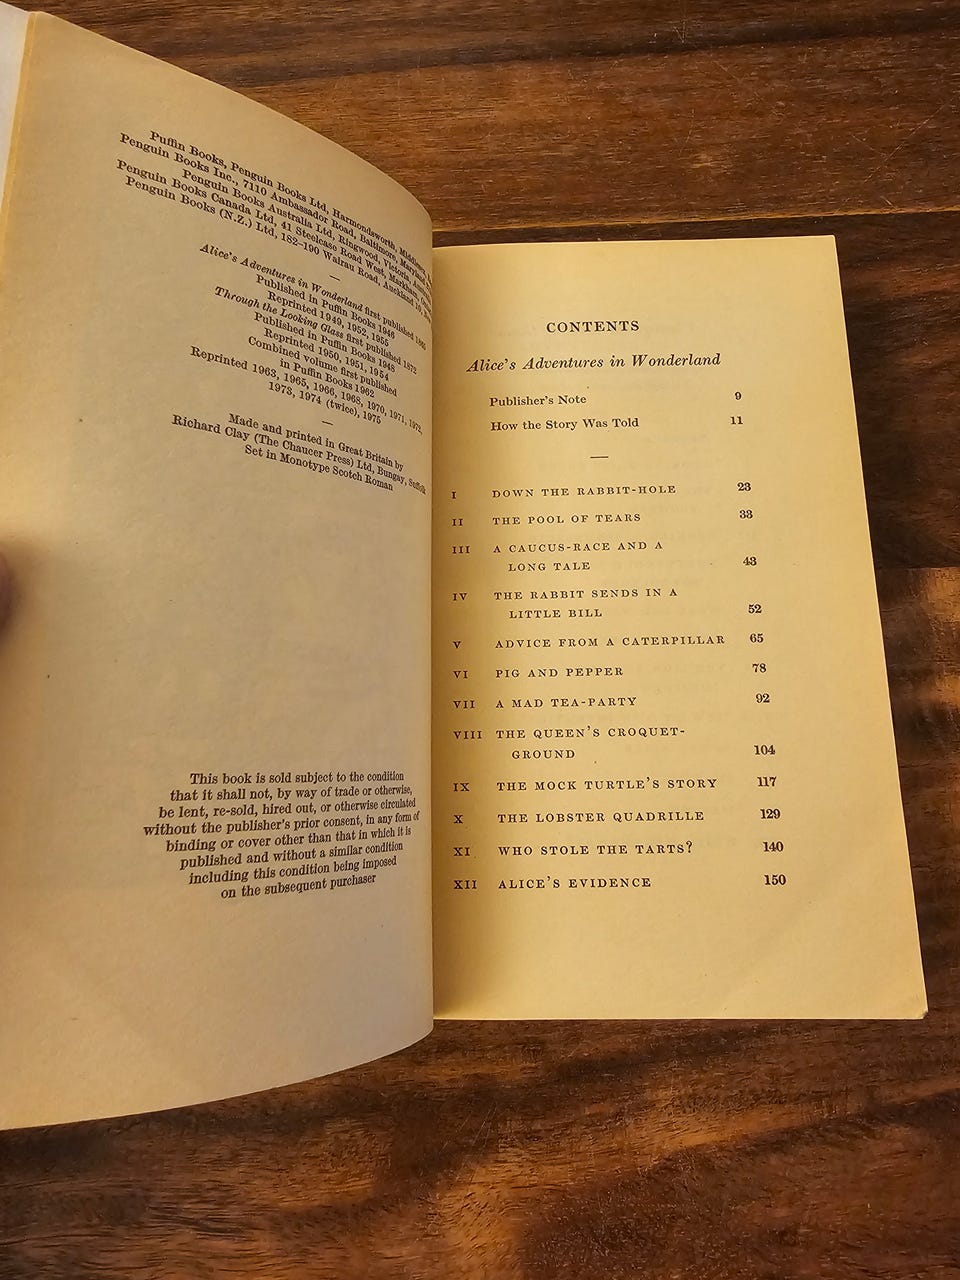 Puffin Books, Penguin Books Ltd, Harmondsworth, Middlesex,
Penguin Books Inc., 7110 Ambassador Road, Baltimore, Maryland
Penguin Books Australia Ltd, Ringwood, Victoria,
Penguin Books Canada Ltd, 41 Steelcase Road West, Markham,
Penguin Books (N.Z.) Ltd, 182–190 Wairau Road, Auckland 10,
—
Alice's Adventures in Wonderland first published 1865
Published in Puffin Books 1946
Reprinted 1949, 1952, 1955
Through the Looking Glass first published 1872
Published in Puffin Books 1948
Reprinted 1950, 1951, 1954
Combined volume first published
in Puffin Books 1962
Reprinted 1963, 1965, 1966, 1968, 1970, 1971, 1972,
1973, 1974 (twice), 1975
—
Made and printed in Great Britain by
Richard Clay (The Chaucer Press) Ltd, Bungay, Suffolk
Set in Monotype Scotch Roman
This book is sold subject to the condition
that it shall not, by way of trade or otherwise,
be lent, re-sold, hired out, or otherwise circulated
without the publisher's prior consent, in any form of
binding or cover other than that in which it is
published and without a similar condition
including this condition being imposed
on the subsequent purchaser
CONTENTS
Alice's Adventures in Wonderland
Publisher's Note 9
How the Story Was Told 11
—
I DOWN THE RABBIT-HOLE 23
II THE POOL OF TEARS 33
III A CAUCUS-RACE AND A
LONG TALE 43
IV THE RABBIT SENDS IN A
LITTLE BILL 52
V ADVICE FROM A CATERPILLAR 65
VI PIG AND PEPPER 78
VII A MAD TEA-PARTY 92
VIII THE QUEEN'S CROQUET-
GROUND 104
IX THE MOCK TURTLE'S STORY 117
X THE LOBSTER QUADRILLE 129
XI WHO STOLE THE TARTS? 140
XII ALICE'S EVIDENCE 150